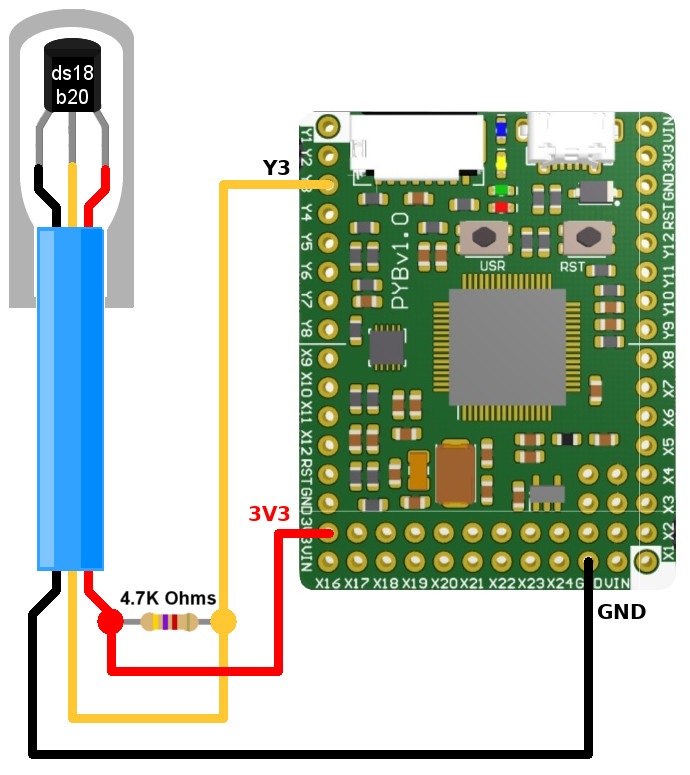 ds18
b20
Y3
3V3
4.7K Ohms
GND
PYBv1.0
USR
RST
Y1
Y2
Y4
Y5
Y6
Y7
Y8
X9
X10
X11
X12
RST
GND
3V3
VIN
VIN
3V3
GND
RST
Y12
Y11
Y10
Y9
X8
X7
X6
X5
X4
X3
X2
X1
X16 X17 X18 X19 X20 X21 X22 X23 X24 GND VIN